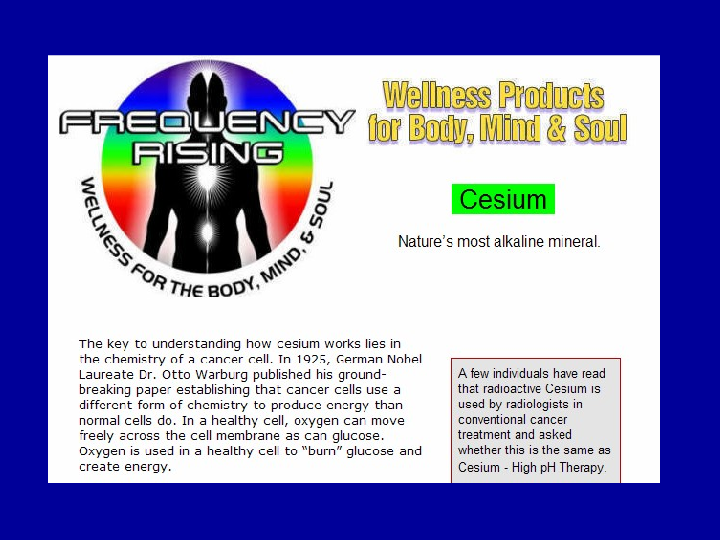 FREQUENCY
RISING
WELLNESS FOR THE BODY, MIND, & SOUL
Wellness Products
for Body, Mind & Soul
Cesium
Nature's most alkaline mineral.
The key to understanding how cesium works lies in
the chemistry of a cancer cell. In 1925, German Nobel
Laureate Dr. Otto Warburg published his ground-
breaking paper establishing that cancer cells use a
different form of chemistry to produce energy than
normal cells do. In a healthy cell, oxygen can move
freely across the cell membrane as can glucose.
Oxygen is used in a healthy cell to “burn” glucose and
create energy.
A few individuals have read
that radioactive Cesium is
used by radiologists in
conventional cancer
treatment and asked
whether this is the same as
Cesium - High pH Therapy.